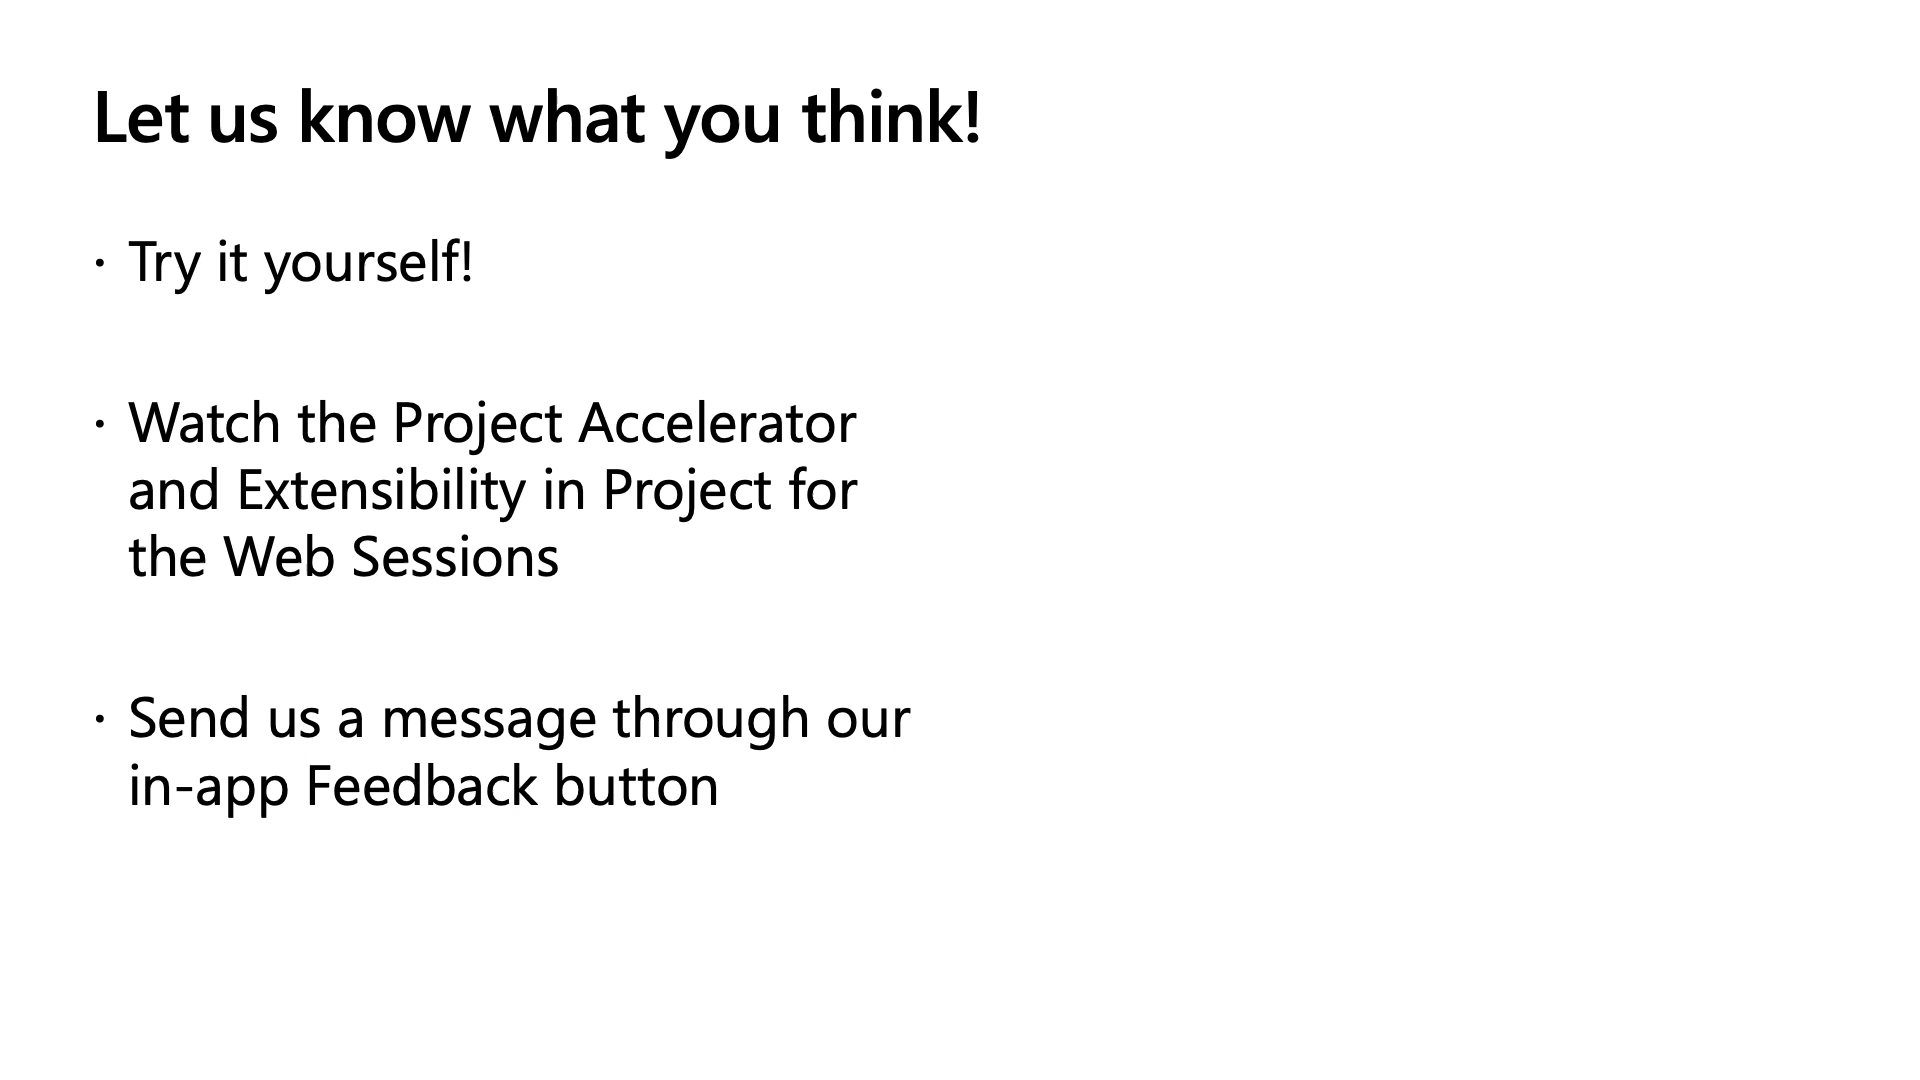 Let us know what you think!
· Try it yourself!
· Watch the Project Accelerator
and Extensibility in Project for
the Web Sessions
· Send us a message through our
in-app Feedback button